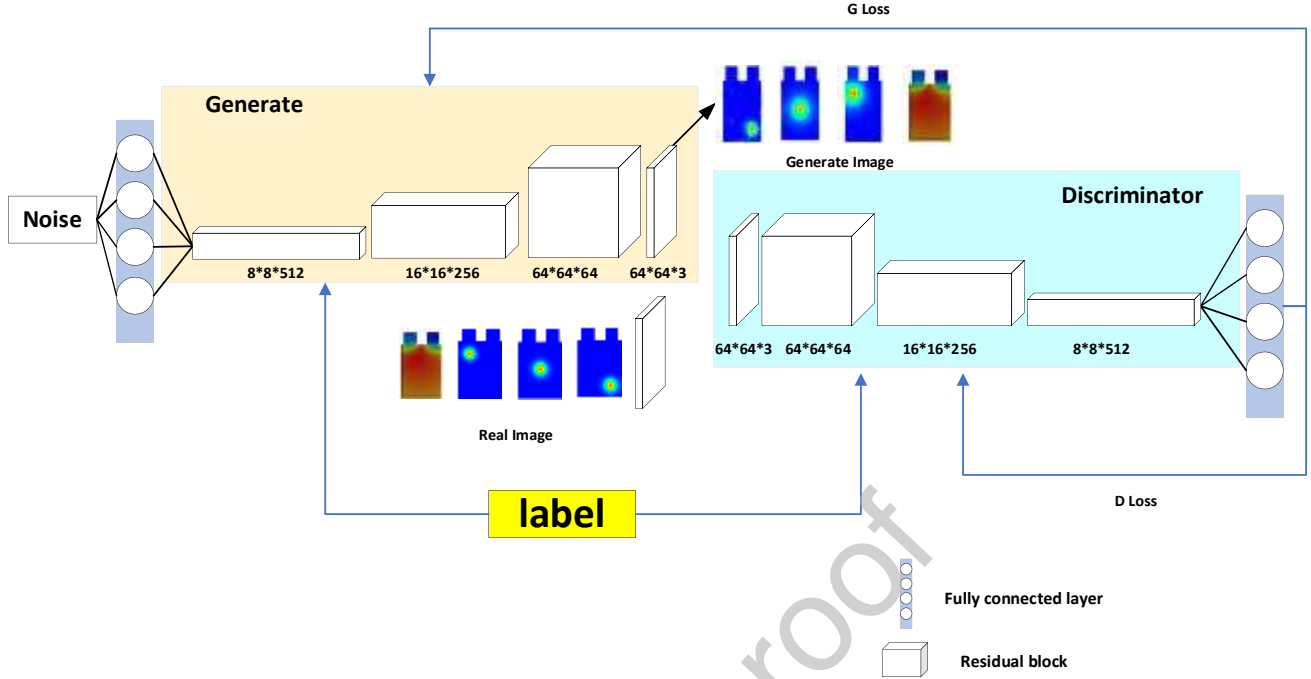 G Loss
Generate
Noise
8*8*512
16*16*256
64*64*64
64*64*3
Generate Image
Discriminator
64*64*3
64*64*64
16*16*256
8*8*512
Real Image
label
D Loss
roof
Fully connected layer
Residual block